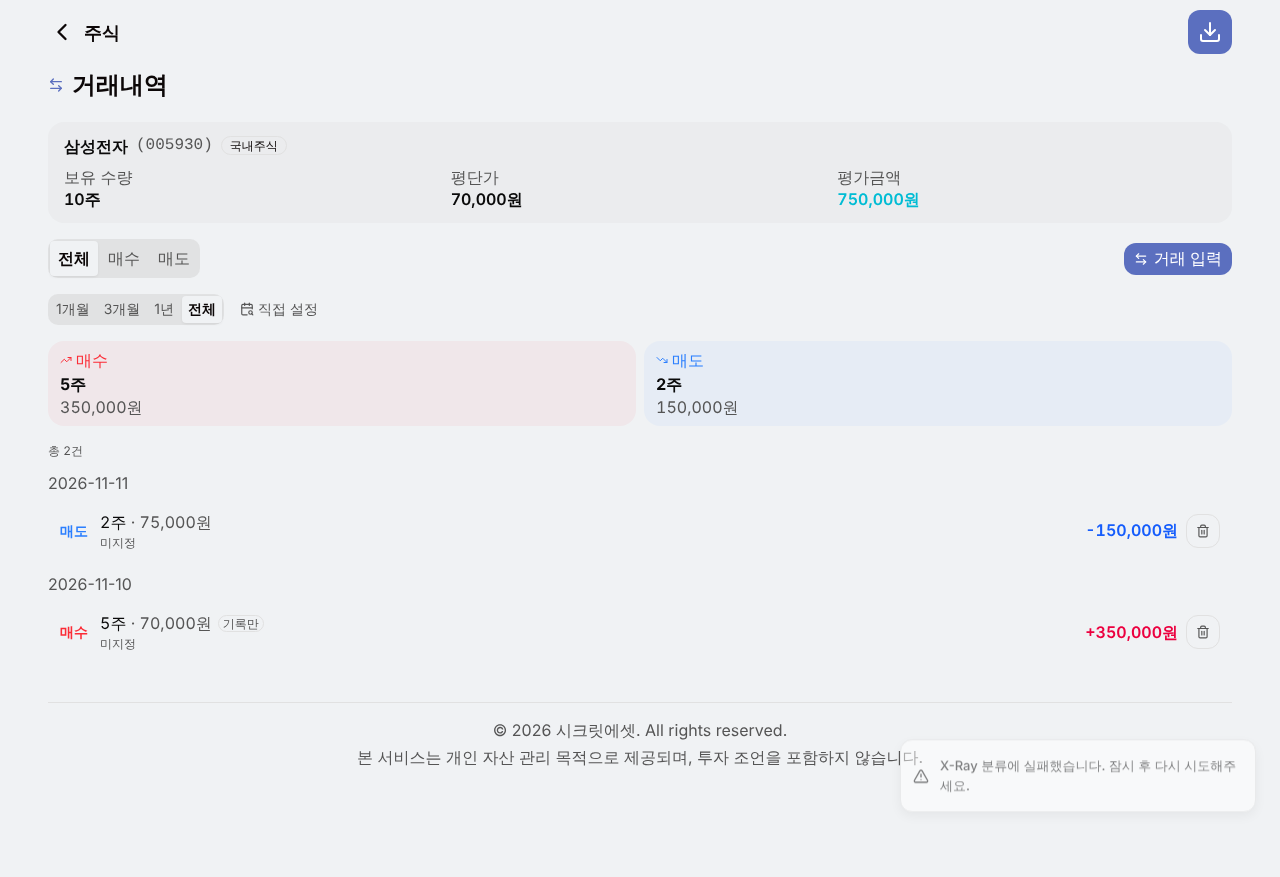 주식
거래내역
삼성전자 (005930) 국내주식
보유 수량 평단가 평가금액
10주 70,000원 750,000원
전체 매수 매도 거래 입력
1개월 3개월 1년 전체 직접 설정
매수
5주
350,000원
매도
2주
150,000원
총 2건
2026-11-11
매도 2주 · 75,000원 -150,000원
미지정
2026-11-10
매수 5주 · 70,000원 기록만 +350,000원
미지정
© 2026 시크릿에셋. All rights reserved.
본 서비스는 개인 자산 관리 목적으로 제공되며, 투자 조언을 포함하지 않습니다.
X-Ray 분류에 실패했습니다. 잠시 후 다시 시도해주
세요.